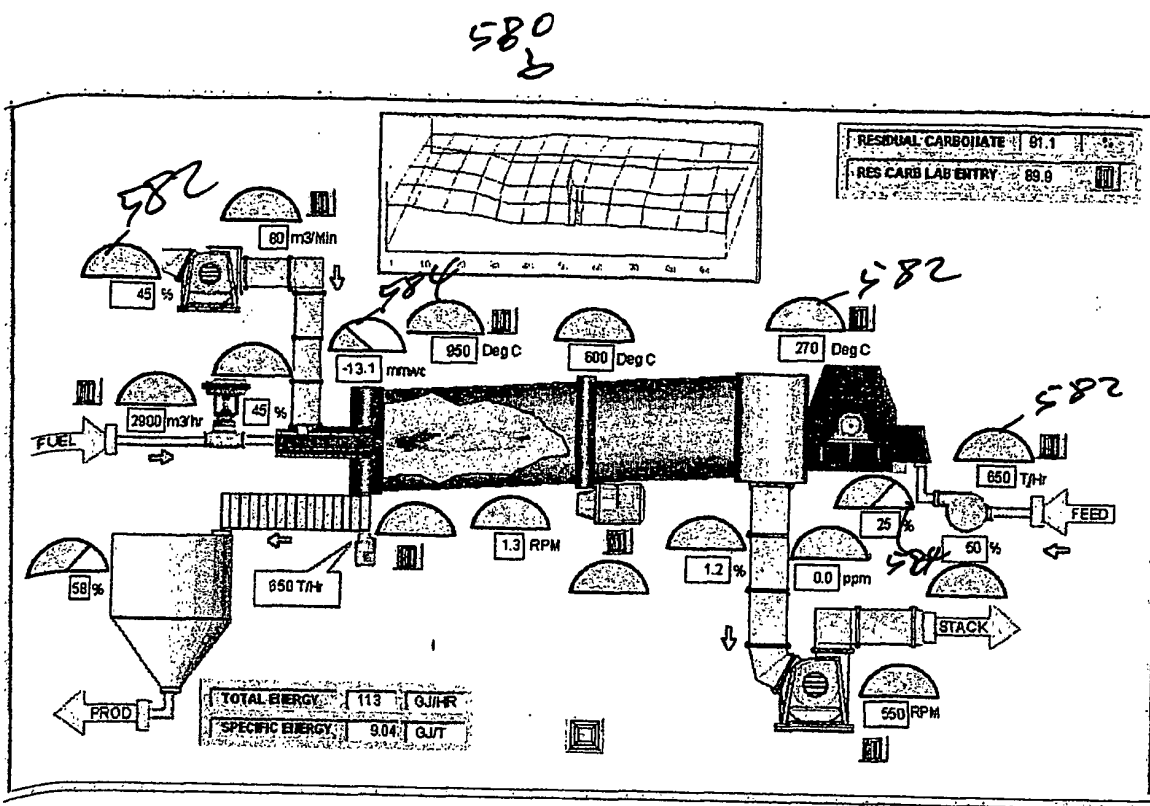 580
RESIDUAL CARBONATE 91.1 %
RES CARB LAB ENTRY 89.9
582
80 m3/Min
45 %
584
582
-13.1 mmwc
950 Deg C
600 Deg C
270 Deg C
582
2900 m3/hr
45 %
FUEL
650 T/Hr
FEED
25 %
50 %
584
1.3 RPM
1.2 %
0.0 ppm
58 %
650 T/Hr
STACK
PROD
TOTAL ENERGY 113 GJ/HR
SPECIFIC ENERGY 9.04 GJ/T
550 RPM